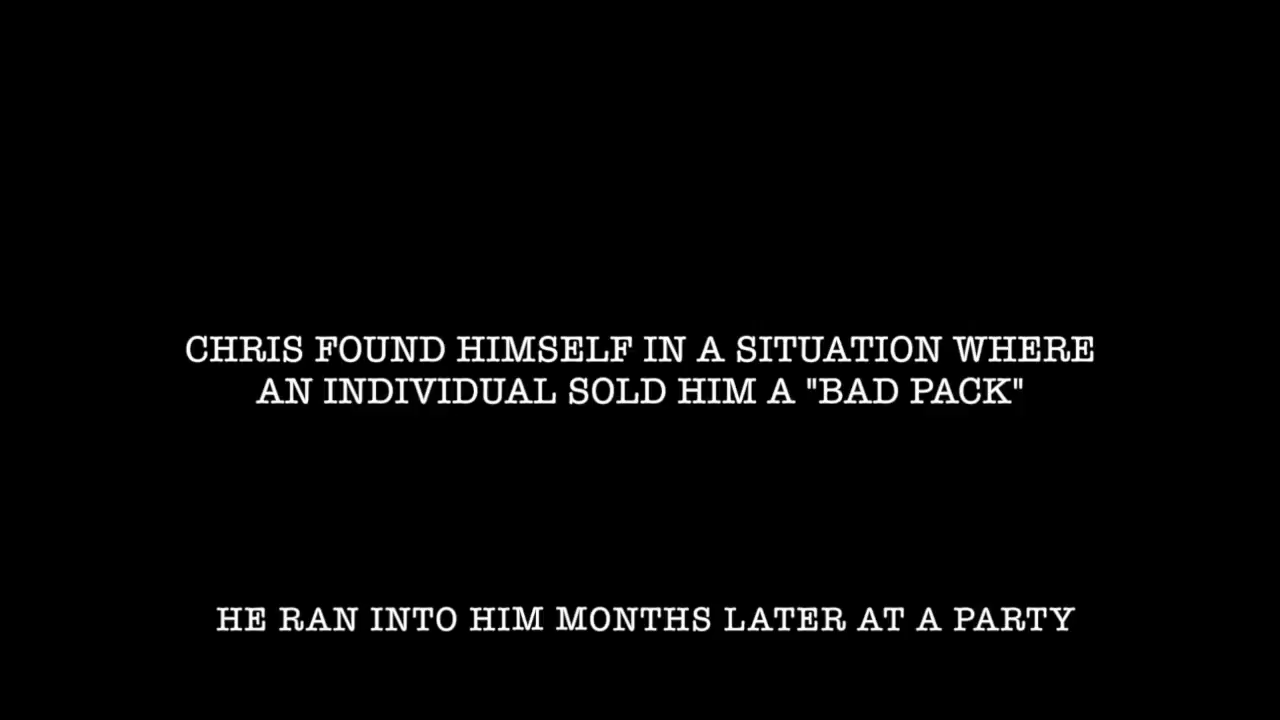 CHRIS FOUND HIMSELF IN A SITUATION WHERE
AN INDIVIDUAL SOLD HIM A "BAD PACK"
HE RAN INTO HIM MONTHS LATER AT A PARTY